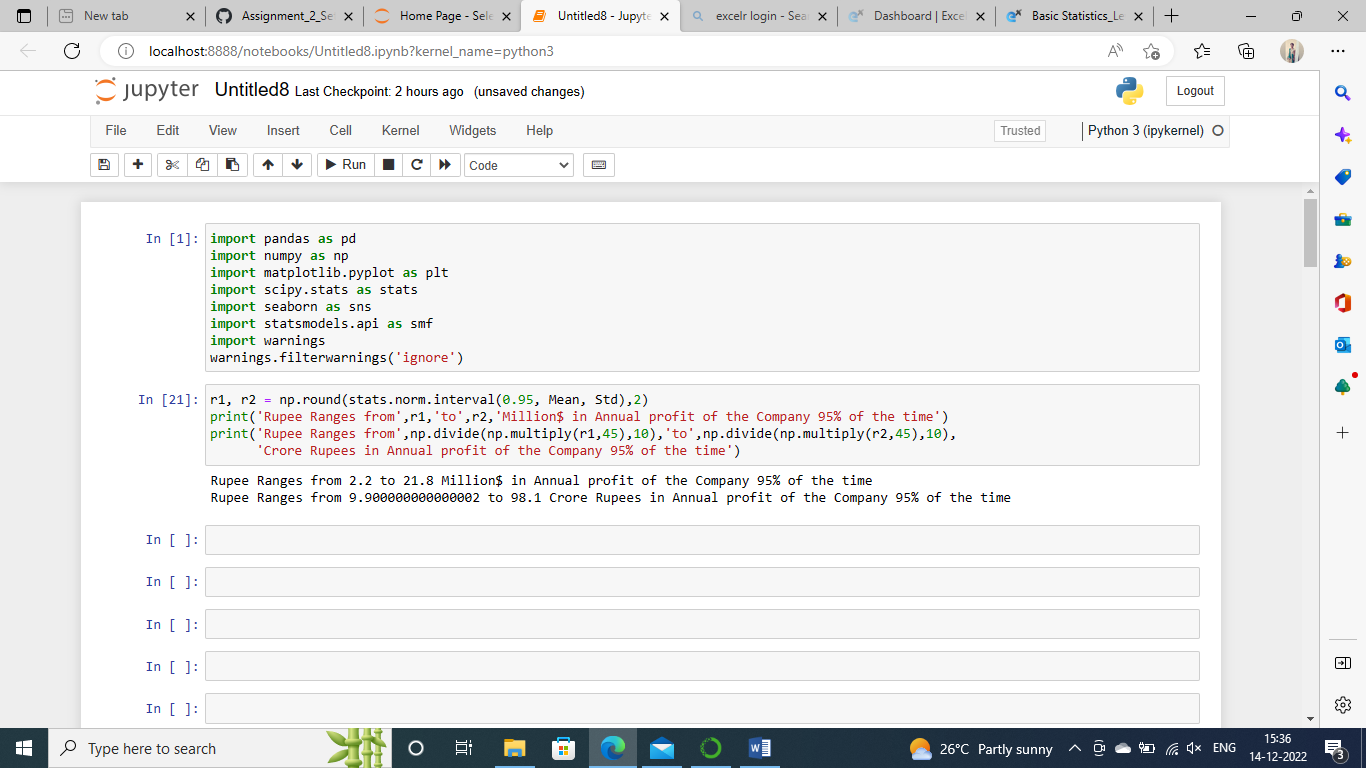 New tab
Assignment_2_Se
Home Page - Sele
Untitled8 - Jupyte
excelr login - Sea
Dashboard | Exce
Basic Statistics_Le
localhost:8888/notebooks/Untitled8.ipynb?kernel_name=python3
jupyter Untitled8 Last Checkpoint: 2 hours ago (unsaved changes)
Logout
File Edit View Insert Cell Kernel Widgets Help
Trusted
Python 3 (ipykernel)
Run
Code
In [1]:
import pandas as pd
import numpy as np
import matplotlib.pyplot as plt
import scipy.stats as stats
import seaborn as sns
import statsmodels.api as smf
import warnings
warnings.filterwarnings('ignore')
In [21]:
r1, r2 = np.round(stats.norm.interval(0.95, Mean, Std),2)
print('Rupee Ranges from',r1,'to',r2,'Million$ in Annual profit of the Company 95% of the time')
print('Rupee Ranges from',np.divide(np.multiply(r1,45),10),'to',np.divide(np.multiply(r2,45),10),
'Crore Rupees in Annual profit of the Company 95% of the time')
Rupee Ranges from 2.2 to 21.8 Million$ in Annual profit of the Company 95% of the time
Rupee Ranges from 9.900000000000002 to 98.1 Crore Rupees in Annual profit of the Company 95% of the time
In [ ]:
In [ ]:
In [ ]:
In [ ]:
In [ ]:
Type here to search
26°C Partly sunny
ENG
15:36
14-12-2022
3